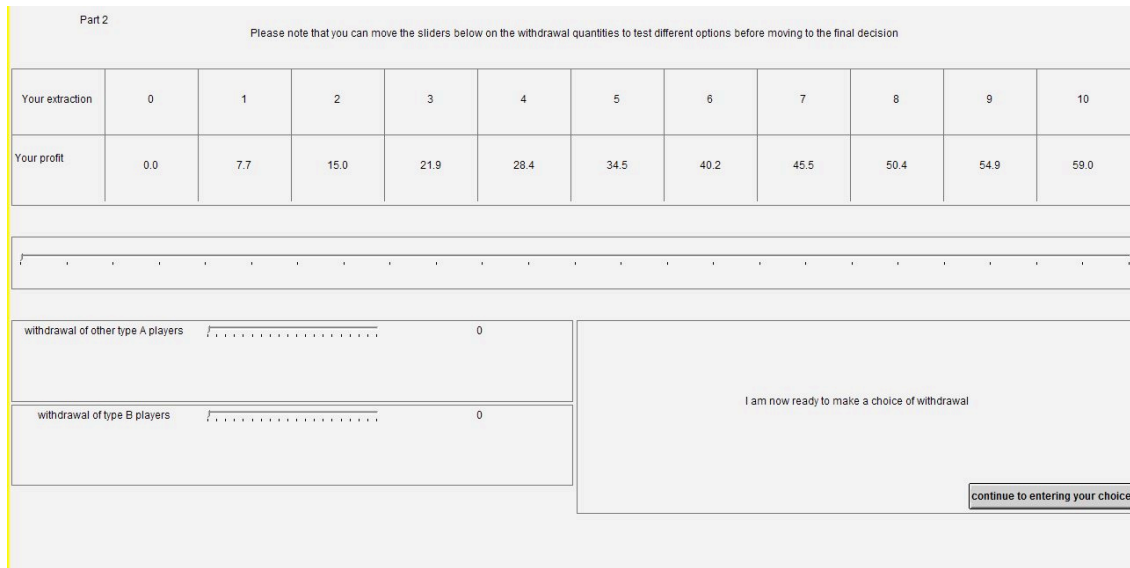 Part 2
Please note that you can move the sliders below on the withdrawal quantities to test different options before moving to the final decision
Your extraction 0 1 2 3 4 5 6 7 8 9 10
Your profit 0.0 7.7 15.0 21.9 28.4 34.5 40.2 45.5 50.4 54.9 59.0
withdrawal of other type A players 0
withdrawal of type B players 0
I am now ready to make a choice of withdrawal
continue to entering your choice